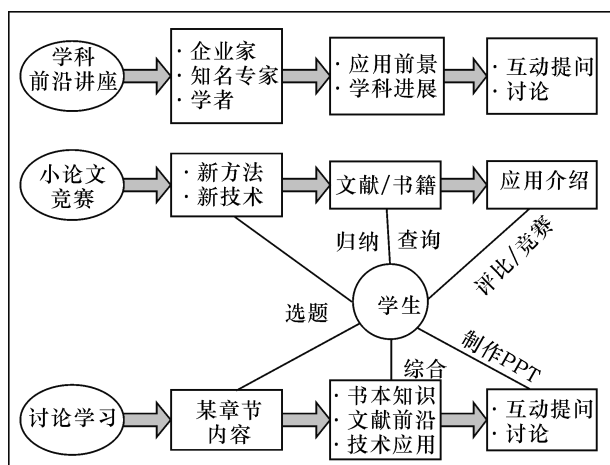 学科
前沿讲座
· 企业家
· 知名专家
· 学者
· 应用前景
· 学科进展
· 互动提问
· 讨论
小论文
竞赛
· 新方法
· 新技术
文献/书籍
应用介绍
归纳
查询
评比/竞赛
选题
学生
综合
制作PPT
讨论学习
某章节
内容
· 书本知识
· 文献前沿
· 技术应用
· 互动提问
· 讨论